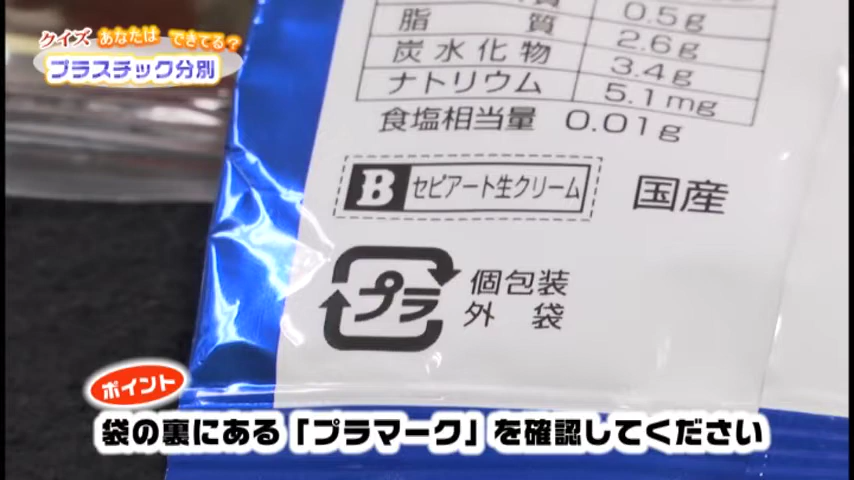 クイズ あなたは できてる？
プラスチック分別
質 0.5g
脂質 2.6g
炭水化物 3.4g
ナトリウム 5.1mg
食塩相当量 0.01g
B セピアート生クリーム 国産
プラ 個包装
外袋
ポイント
袋の裏にある「プラマーク」を確認してください